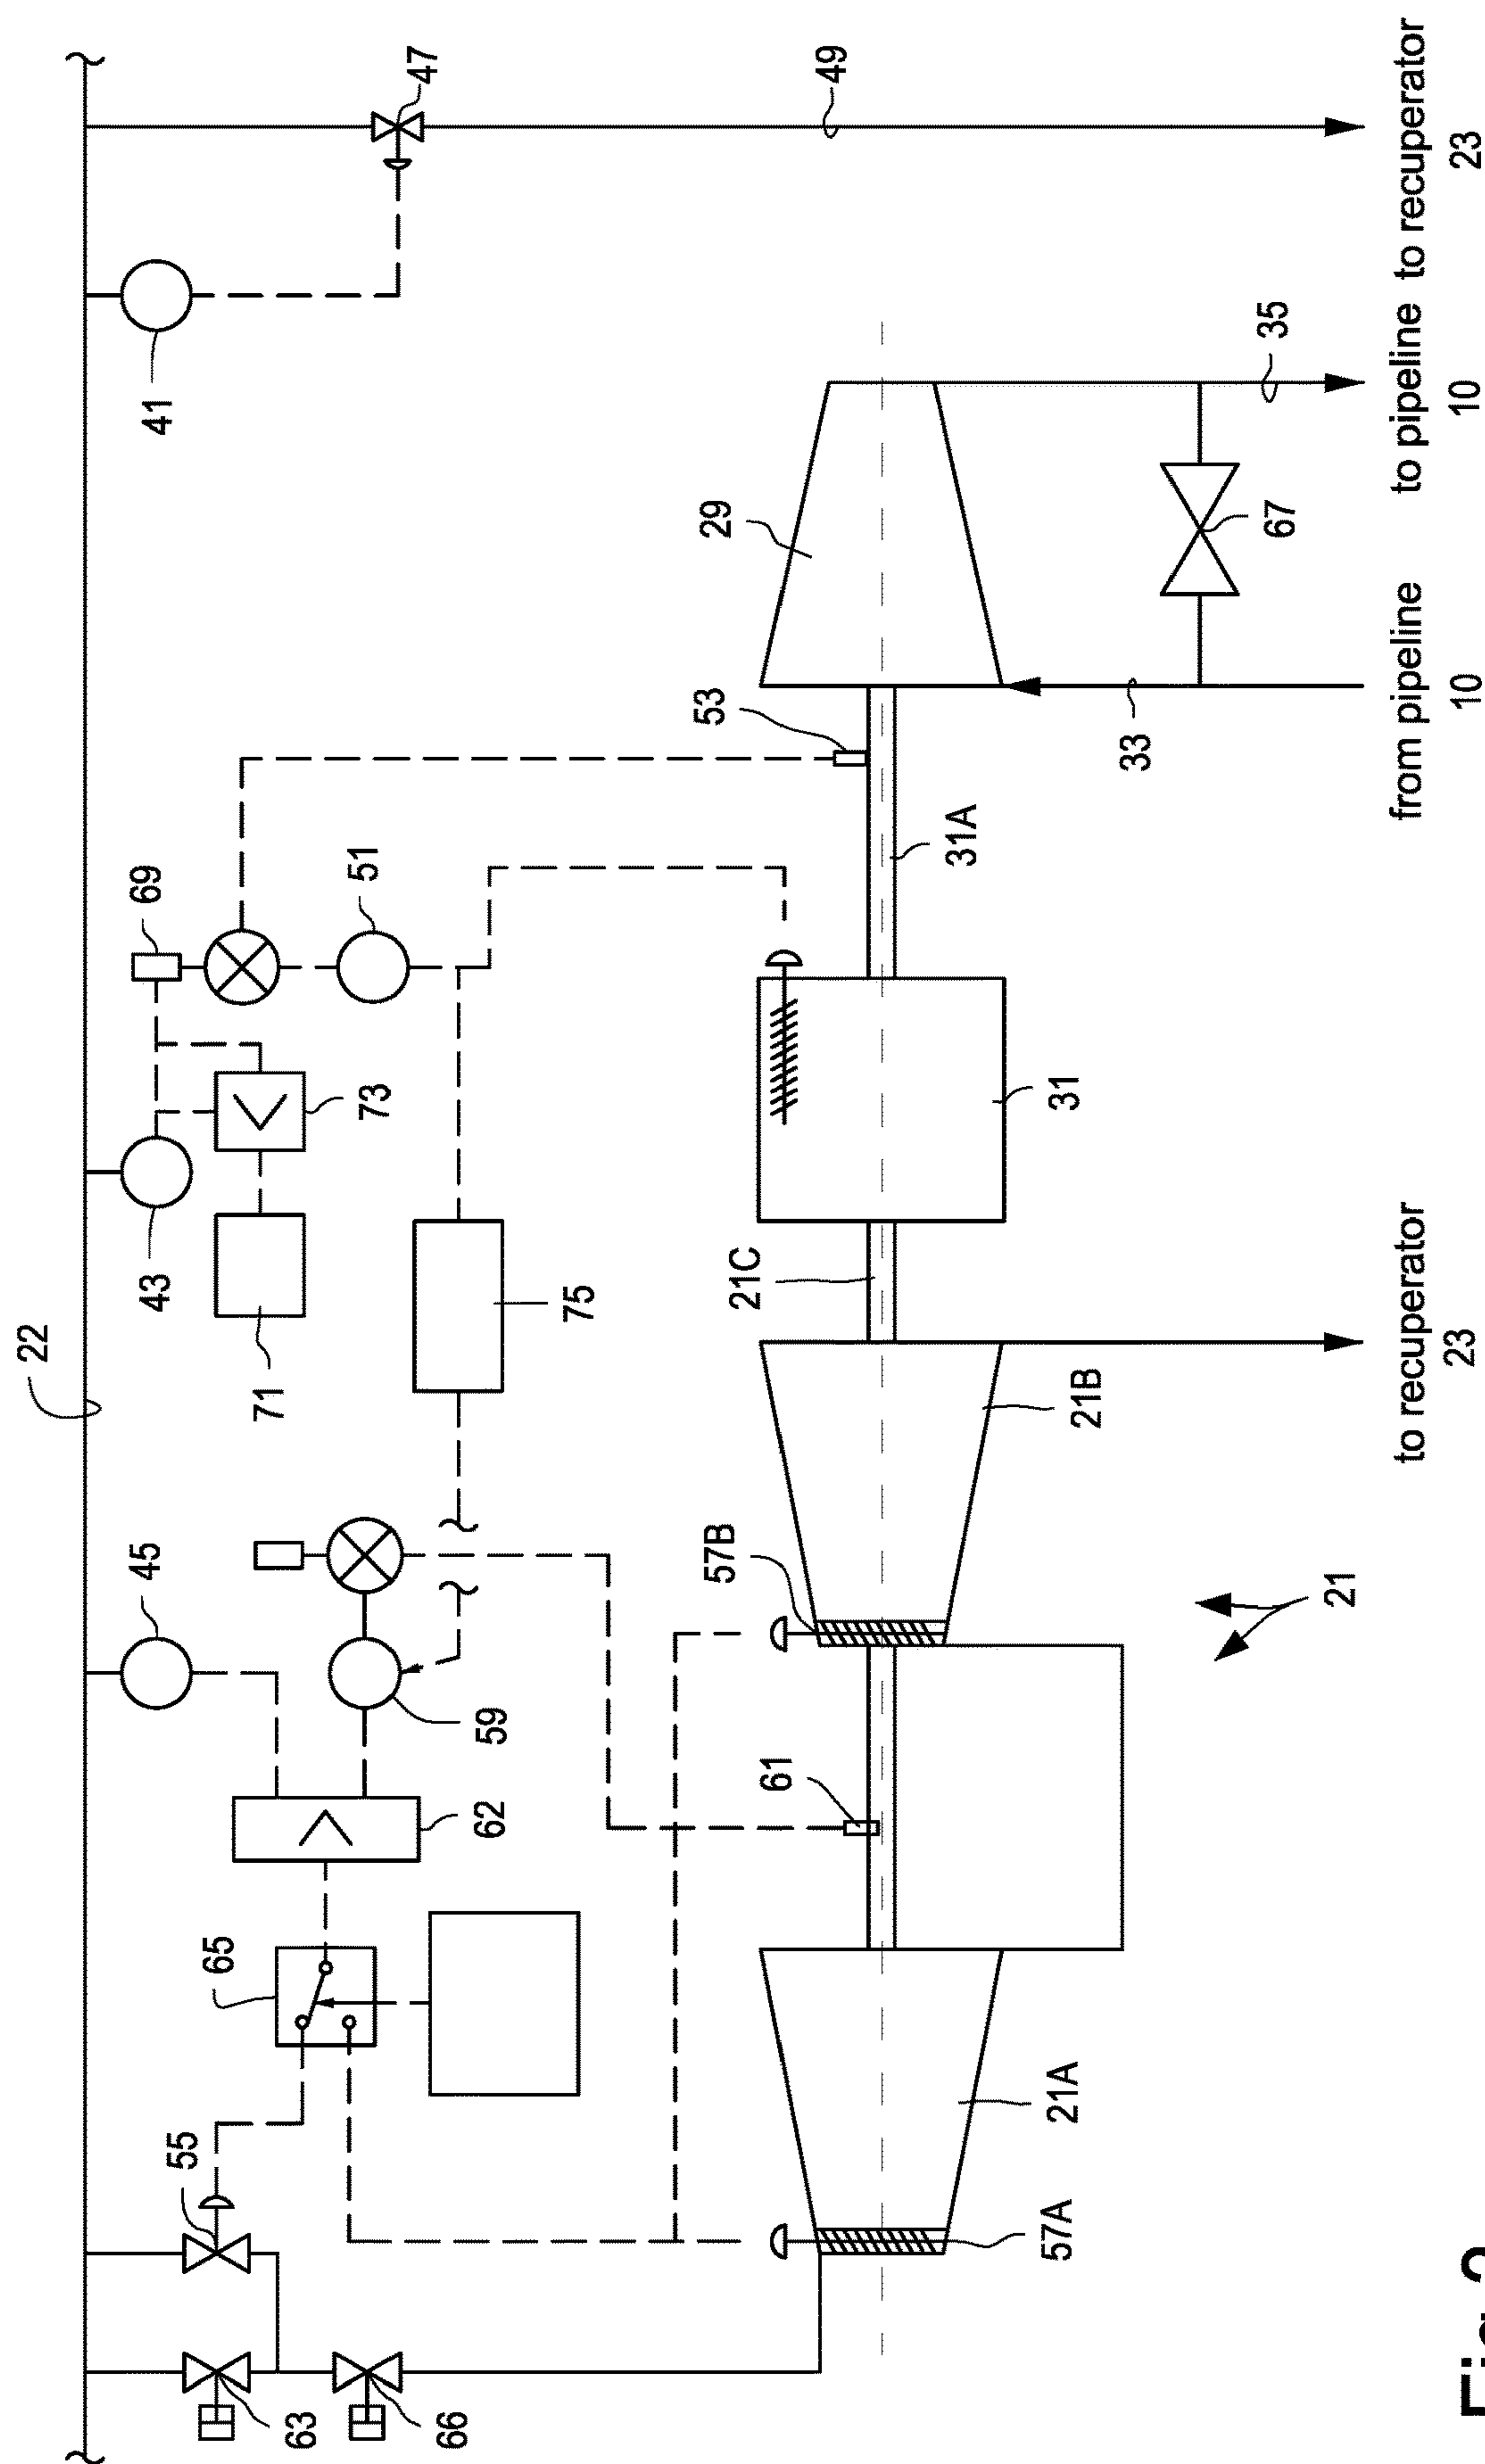 22
45
43
69
41
55
65
71
63
51
73
47
66
62
59
75
57B
53
29
21C
61
49
31A
57A
21A
31
21B
33
67
35
21
to recuperator
23
from pipeline
10
to pipeline
10
to recuperator
23